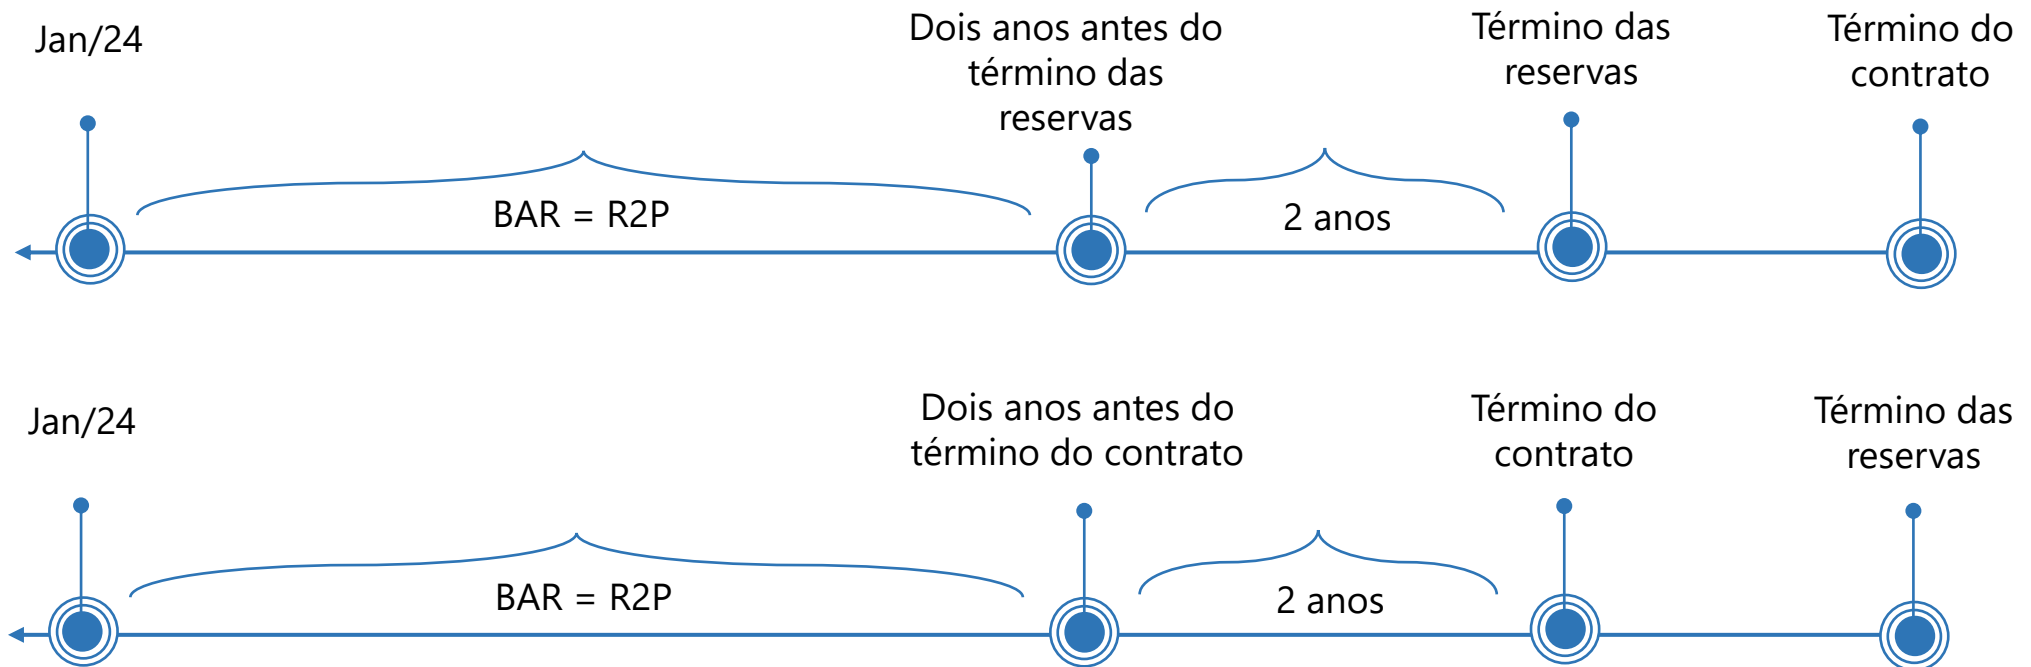 Jan/24
Dois anos antes do
término das
reservas
Término das
reservas
Término do
contrato
BAR = R2P
2 anos
Jan/24
Dois anos antes do
término do contrato
Término do
contrato
Término das
reservas
BAR = R2P
2 anos